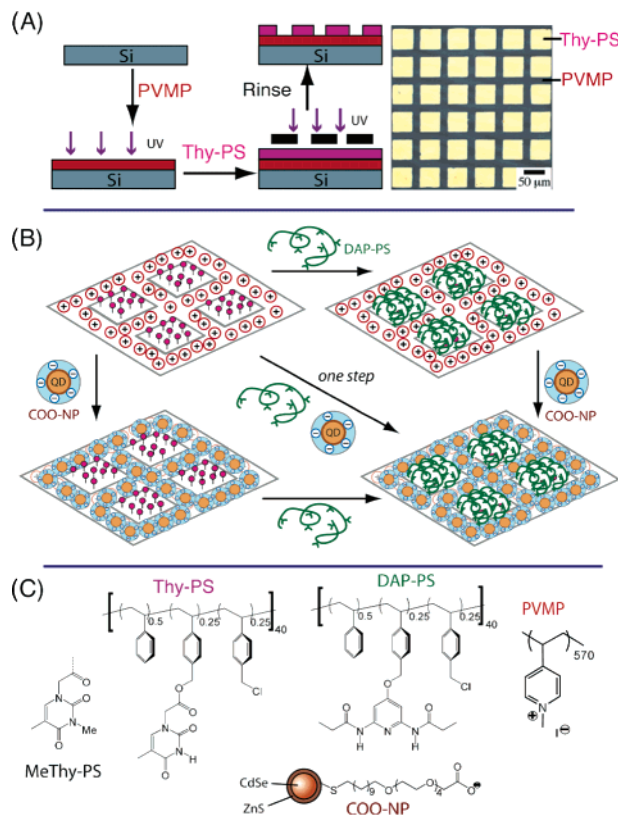 (A)
Si
PVMP
UV
Si
Thy-PS
Rinse
UV
Si
Si
Thy-PS
PVMP
50 µm
(B)
DAP-PS
QD
COO-NP
one step
QD
QD
COO-NP
(C)
Thy-PS
DAP-PS
PVMP
0.5
0.25
0.25
40
0.5
0.25
0.25
40
570
O
O
Cl
O
Cl
O
O
N
O
N
Me
O
MeThy-PS
O
N
O
N
H
O
O
N
H
N
N
H
O
N
I⊖
CdSe
ZnS
S
9
O
O
4
O
O
COO-NP